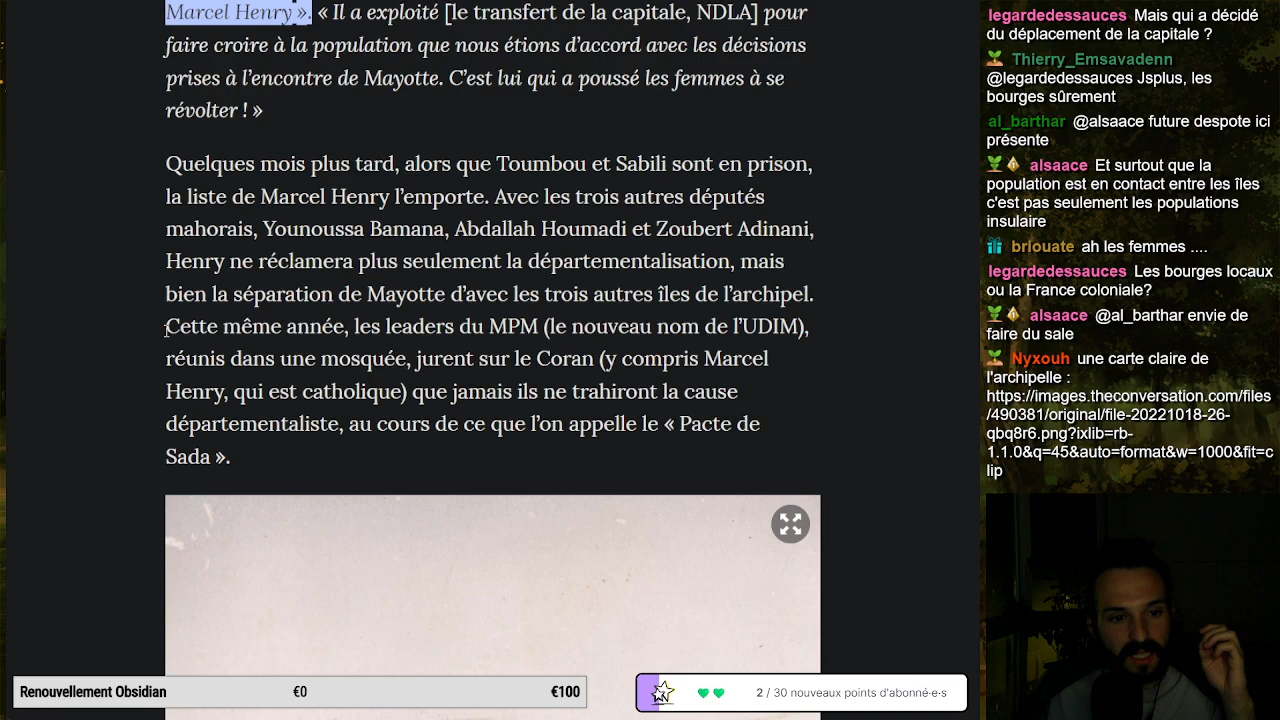 Marcel Henry ». « Il a exploité [le transfert de la capitale, NDLA] pour
faire croire à la population que nous étions d’accord avec les décisions
prises à l’encontre de Mayotte. C’est lui qui a poussé les femmes à se
révolter ! »
Quelques mois plus tard, alors que Toumbou et Sabili sont en prison,
la liste de Marcel Henry l’emporte. Avec les trois autres députés
mahorais, Younoussa Bamana, Abdallah Houmadi et Zoubert Adinani,
Henry ne réclamera plus seulement la départementalisation, mais
bien la séparation de Mayotte d’avec les trois autres îles de l’archipel.
Cette même année, les leaders du MPM (le nouveau nom de l’UDIM),
réunis dans une mosquée, jurent sur le Coran (y compris Marcel
Henry, qui est catholique) que jamais ils ne trahiront la cause
départementaliste, au cours de ce que l’on appelle le « Pacte de
Sada ».
Renouvellement Obsidian €0 €100
2 / 30 nouveaux points d'abonné·e·s
legardedessauces Mais qui a décidé
du déplacement de la capitale ?
Thierry_Emsavadenn
@legardedessauces Jsplus, les
bourges sûrement
al_barthar @alsaace future despote ici
présente
alsaace Et surtout que la
population est en contact entre les îles
c'est pas seulement les populations
insulaire
briouate ah les femmes ....
legardedessauces Les bourges locaux
ou la France coloniale?
alsaace @al_barthar envie de
faire du sale
Nyxouh une carte claire de
l'archipelle :
https://images.theconversation.com/files
/490381/original/file-20221018-26-
qbq8r6.png?ixlib=rb-
1.1.0&q=45&auto=format&w=1000&fit=c
lip